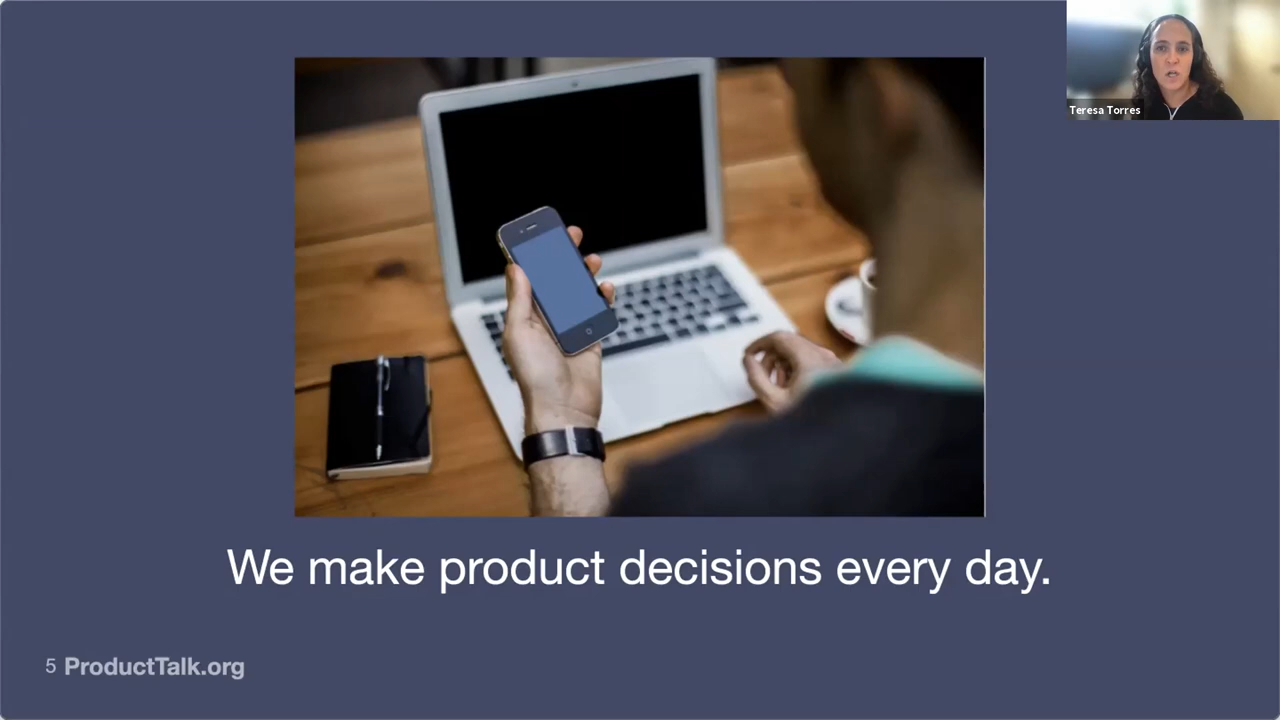 Teresa Torres
We make product decisions every day.
5 ProductTalk.org